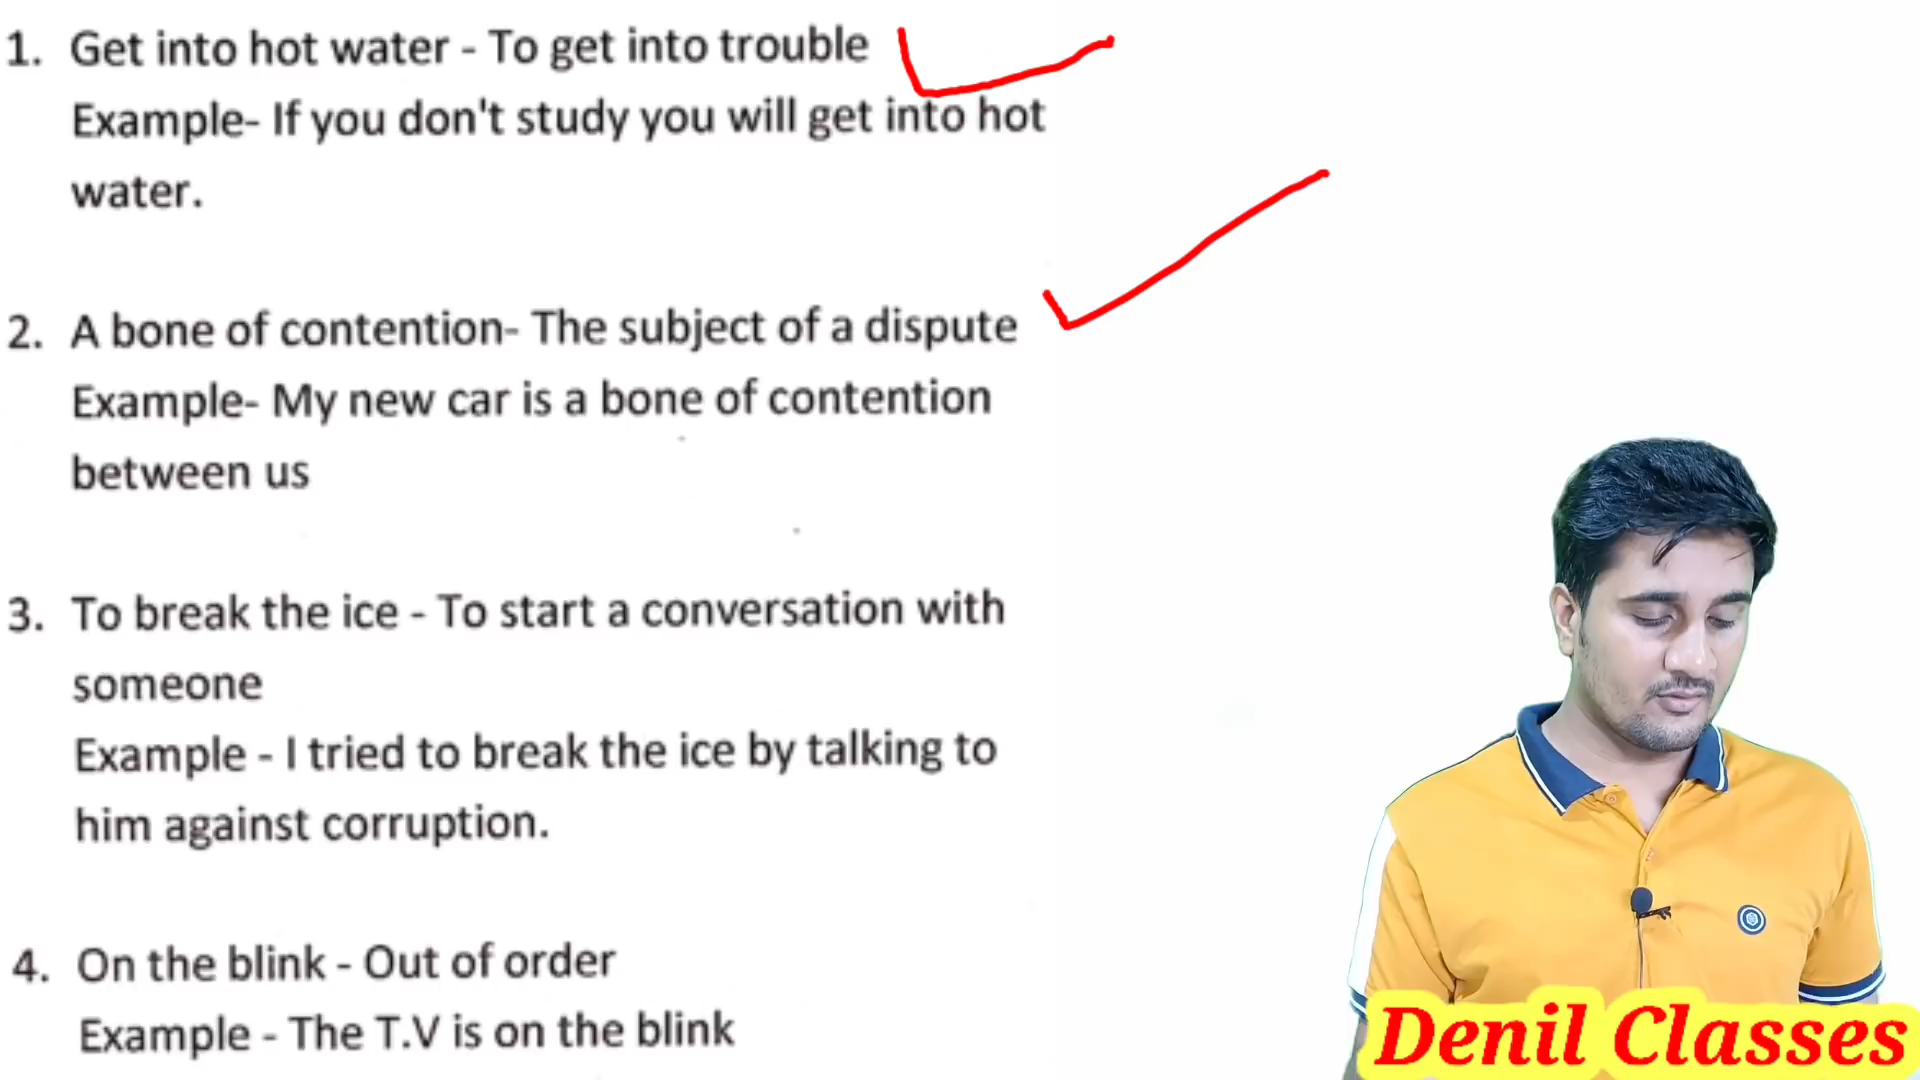 1. Get into hot water - To get into trouble
Example- If you don't study you will get into hot
water.
2. A bone of contention- The subject of a dispute
Example- My new car is a bone of contention
between us
3. To break the ice - To start a conversation with
someone
Example - I tried to break the ice by talking to
him against corruption.
4. On the blink - Out of order
Example - The T.V is on the blink
Denil Classes